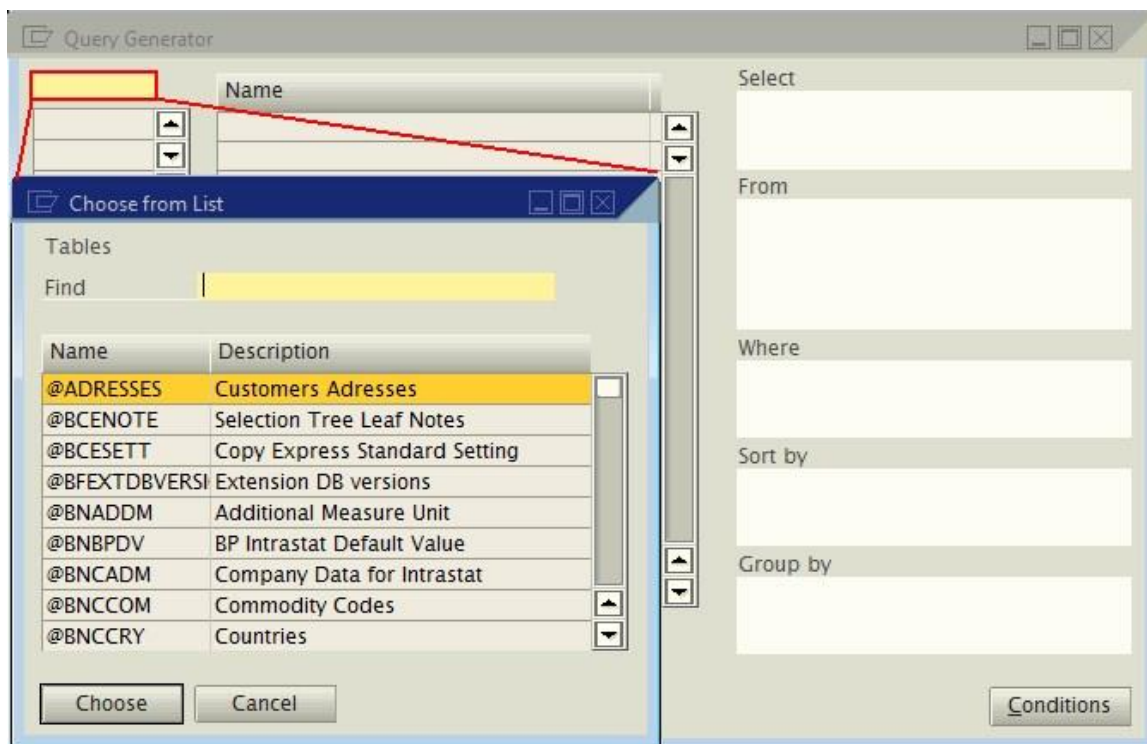 Query Generator
Name
Select
From
Where
Sort by
Group by
Conditions
Choose from List
Tables
Find
Name Description
@ADRESSES Customers Adresses
@BCENOTE Selection Tree Leaf Notes
@BCESETT Copy Express Standard Setting
@BFEXTDBVERSI Extension DB versions
@BNADDM Additional Measure Unit
@BNBPDV BP Intrastat Default Value
@BNCADM Company Data for Intrastat
@BNCCOM Commodity Codes
@BNCCRY Countries
Choose Cancel